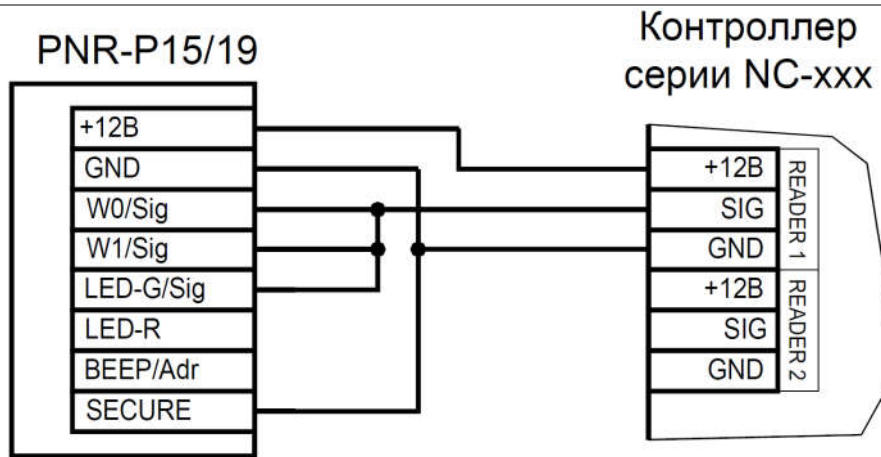 PNR-P15/19
Контроллер
серии NC-xxx
+12В
GND
W0/Sig
W1/Sig
LED-G/Sig
LED-R
BEEP/Adr
SECURE
+12В
SIG
GND
READER 1
+12В
SIG
GND
READER 2